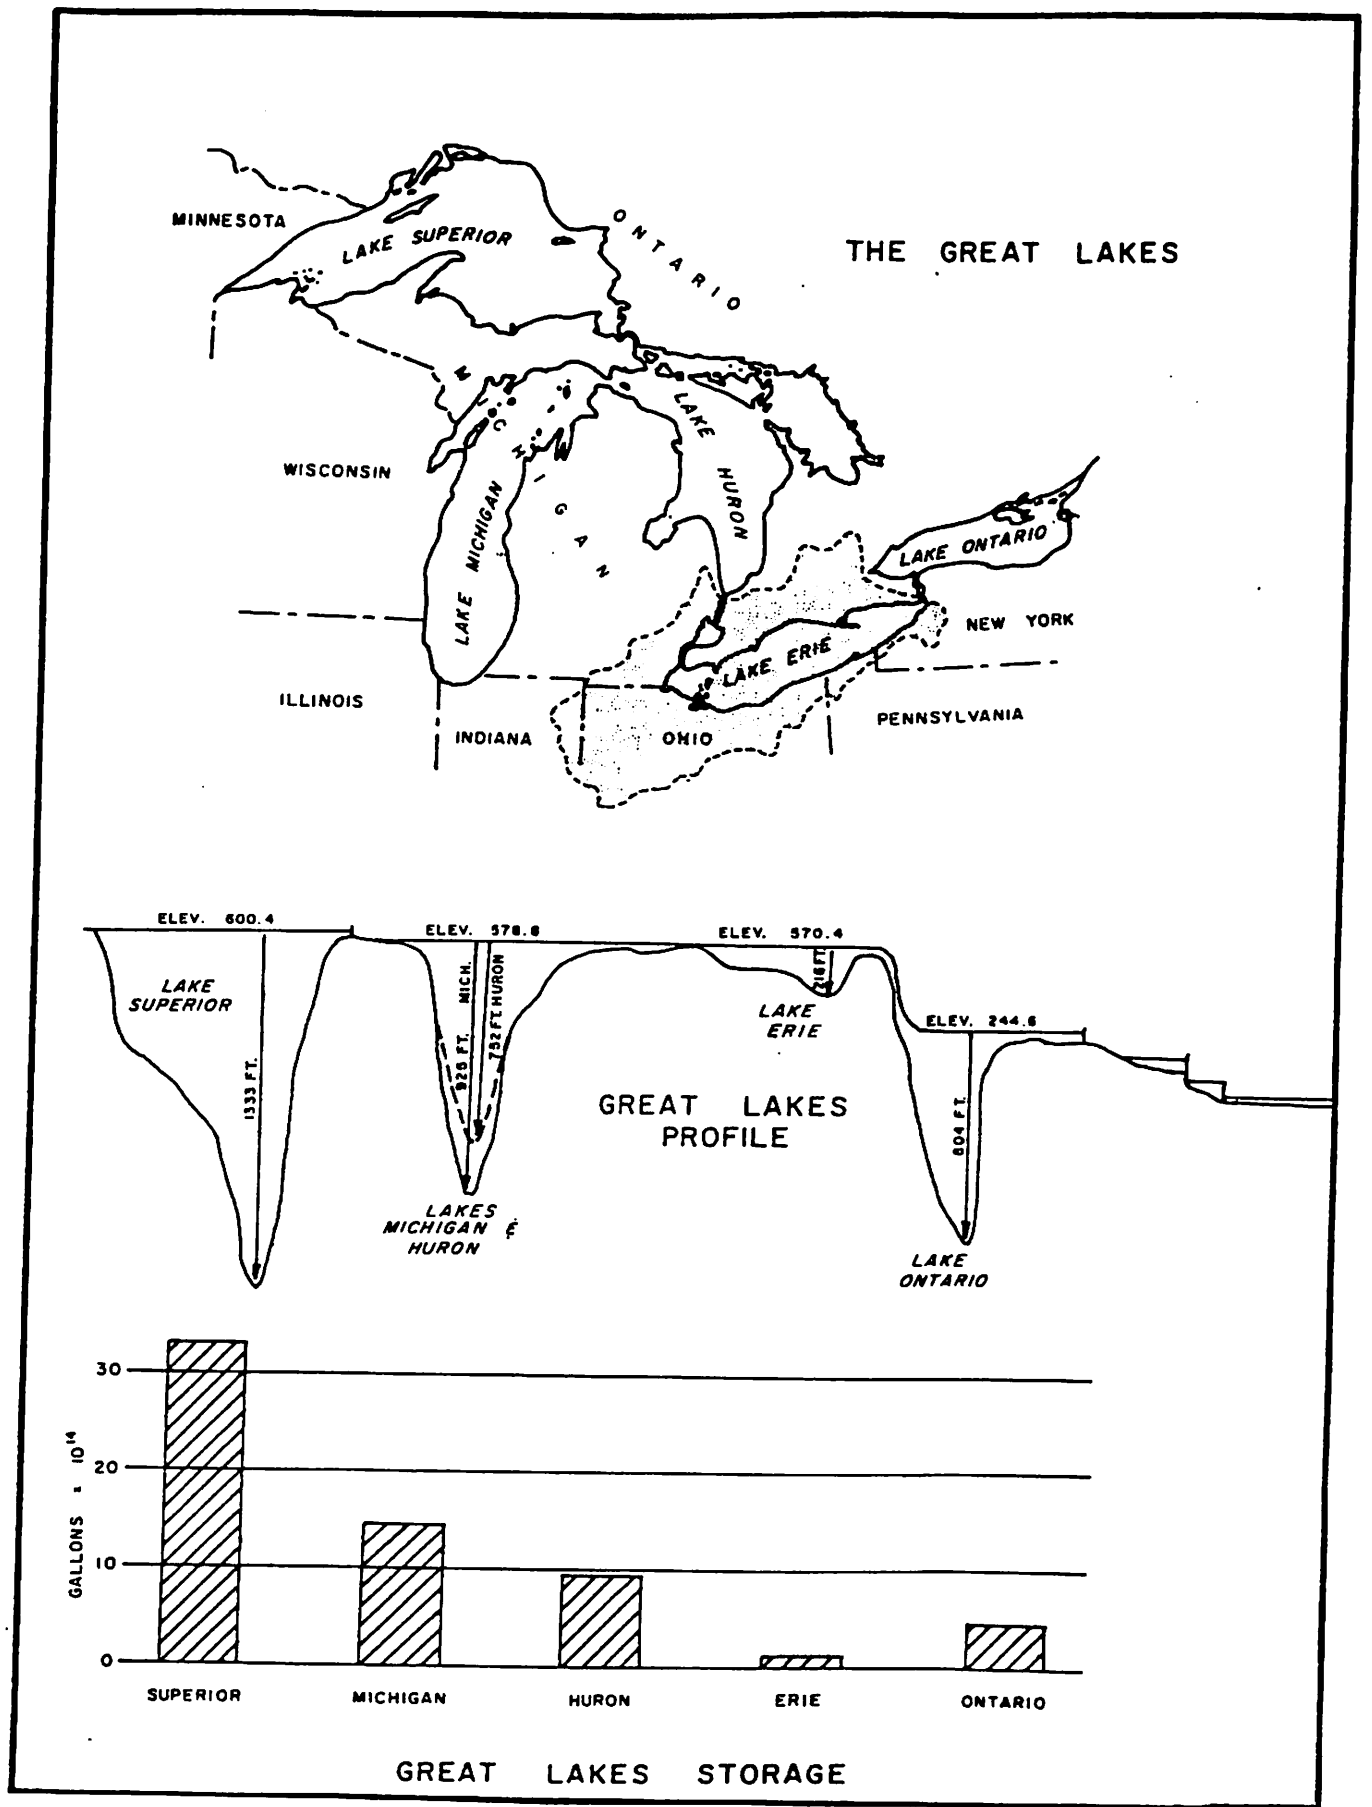 THE GREAT LAKES
MINNESOTA
LAKE SUPERIOR
ONTARIO
MICHIGAN
LAKE HURON
WISCONSIN
LAKE MICHIGAN
LAKE ONTARIO
NEW YORK
LAKE ERIE
ILLINOIS
INDIANA
OHIO
PENNSYLVANIA
ELEV. 600.4
ELEV. 578.8
ELEV. 570.4
ELEV. 244.6
LAKE
SUPERIOR
1333 FT.
MICH.
752 FT. HURON
216 FT.
LAKE
ERIE
GREAT LAKES
PROFILE
804 FT.
LAKES
MICHIGAN &
HURON
LAKE
ONTARIO
GALLONS x 10¹⁴
30
20
10
0
SUPERIOR MICHIGAN HURON ERIE ONTARIO
GREAT LAKES STORAGE